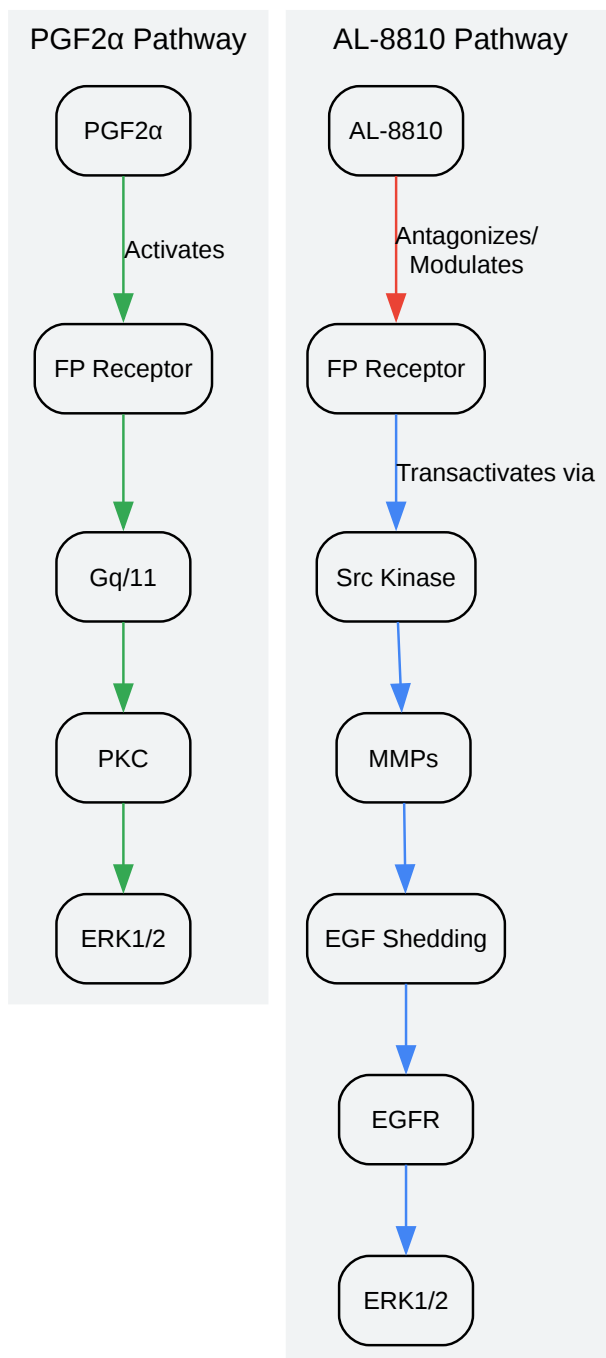 PGF2α Pathway
PGF2α
Activates
FP Receptor
Gq/11
PKC
ERK1/2
AL-8810 Pathway
AL-8810
Antagonizes/
Modulates
FP Receptor
Transactivates via
Src Kinase
MMPs
EGF Shedding
EGFR
ERK1/2